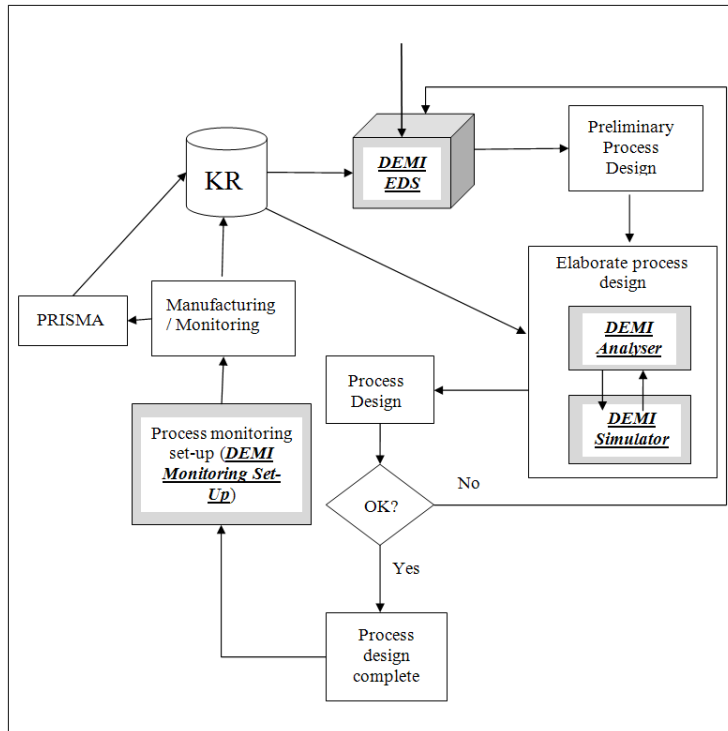 KR
DEMI
EDS
Preliminary
Process
Design
Elaborate process
design
DEMI
Analyser
DEMI
Simulator
Process
Design
OK?
No
Yes
Process
design
complete
Process monitoring
set-up (DEMI
Monitoring Set-
Up)
Manufacturing
/ Monitoring
PRISMA